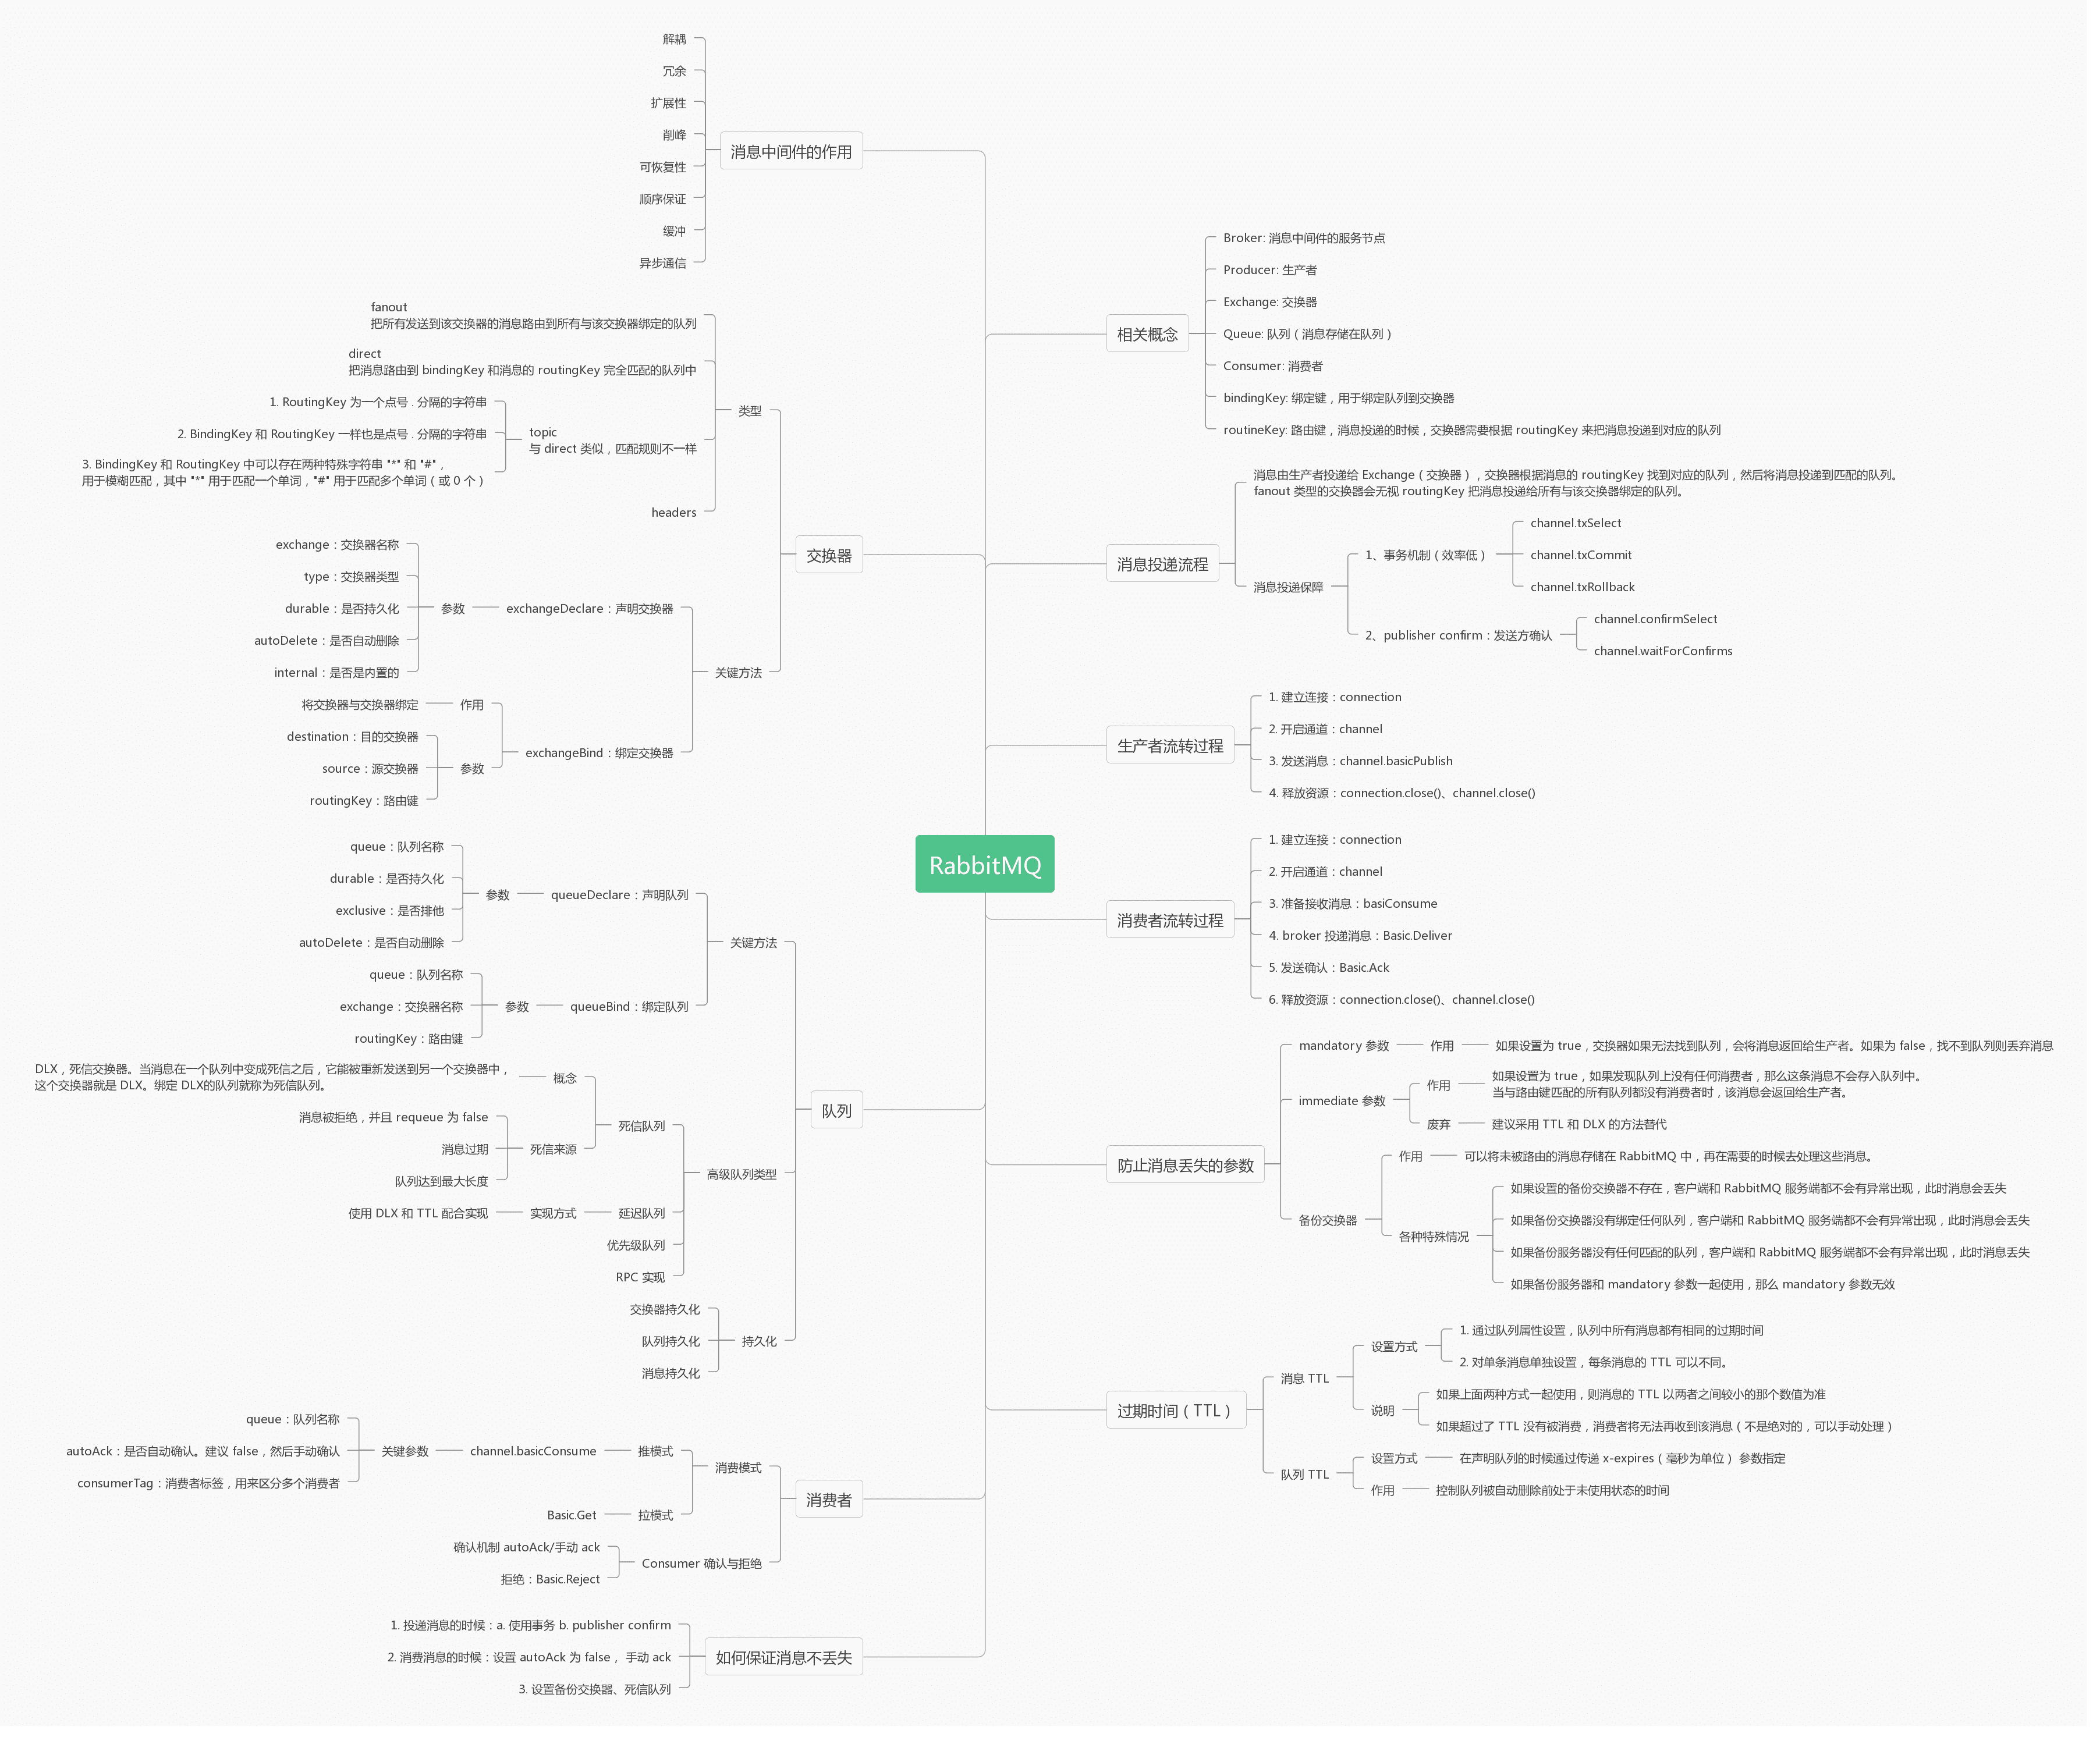 RabbitMQ
消息中间件的作用
解耦
冗余
扩展性
削峰
可恢复性
顺序保证
缓冲
异步通信
交换器
类型
fanout
把所有发送到该交换器的消息路由到所有与该交换器绑定的队列
direct
把消息路由到 bindingKey 和消息的 routingKey 完全匹配的队列中
topic
与 direct 类似，匹配规则不一样
1. RoutingKey 为一个点号 . 分隔的字符串
2. BindingKey 和 RoutingKey 一样也是点号 . 分隔的字符串
3. BindingKey 和 RoutingKey 中可以存在两种特殊字符串 "*" 和 "#"，
用于模糊匹配，其中 "*" 用于匹配一个单词，"#" 用于匹配多个单词（或 0 个）
headers
关键方法
exchangeDeclare：声明交换器
参数
exchange：交换器名称
type：交换器类型
durable：是否持久化
autoDelete：是否自动删除
internal：是否是内置的
exchangeBind：绑定交换器
作用
将交换器与交换器绑定
参数
destination：目的交换器
source：源交换器
routingKey：路由键
队列
关键方法
queueDeclare：声明队列
参数
queue：队列名称
durable：是否持久化
exclusive：是否排他
autoDelete：是否自动删除
queueBind：绑定队列
参数
queue：队列名称
exchange：交换器名称
routingKey：路由键
高级队列类型
死信队列
概念
DLX，死信交换器。当消息在一个队列中变成死信之后，它能被重新发送到另一个交换器中，
这个交换器就是 DLX。绑定 DLX的队列就称为死信队列。
死信来源
消息被拒绝，并且 requeue 为 false
消息过期
队列达到最大长度
延迟队列
实现方式
使用 DLX 和 TTL 配合实现
优先级队列
RPC 实现
持久化
交换器持久化
队列持久化
消息持久化
消费者
消费模式
推模式
channel.basicConsume
关键参数
queue：队列名称
autoAck：是否自动确认。建议 false，然后手动确认
consumerTag：消费者标签，用来区分多个消费者
拉模式
Basic.Get
Consumer 确认与拒绝
确认机制 autoAck/手动 ack
拒绝：Basic.Reject
如何保证消息不丢失
1. 投递消息的时候：a. 使用事务 b. publisher confirm
2. 消费消息的时候：设置 autoAck 为 false， 手动 ack
3. 设置备份交换器、死信队列
相关概念
Broker: 消息中间件的服务节点
Producer: 生产者
Exchange: 交换器
Queue: 队列（消息存储在队列）
Consumer: 消费者
bindingKey: 绑定键，用于绑定队列到交换器
routineKey: 路由键，消息投递的时候，交换器需要根据 routingKey 来把消息投递到对应的队列
消息投递流程
消息由生产者投递给 Exchange（交换器），交换器根据消息的 routingKey 找到对应的队列，然后将消息投递到匹配的队列。
fanout 类型的交换器会无视 routingKey 把消息投递给所有与该交换器绑定的队列。
消息投递保障
1、事务机制（效率低）
channel.txSelect
channel.txCommit
channel.txRollback
2、publisher confirm：发送方确认
channel.confirmSelect
channel.waitForConfirms
生产者流转过程
1. 建立连接：connection
2. 开启通道：channel
3. 发送消息：channel.basicPublish
4. 释放资源：connection.close()、channel.close()
消费者流转过程
1. 建立连接：connection
2. 开启通道：channel
3. 准备接收消息：basiConsume
4. broker 投递消息：Basic.Deliver
5. 发送确认：Basic.Ack
6. 释放资源：connection.close()、channel.close()
防止消息丢失的参数
mandatory 参数
作用
如果设置为 true，交换器如果无法找到队列，会将消息返回给生产者。如果为 false，找不到队列则丢弃消息
immediate 参数
作用
如果设置为 true，如果发现队列上没有任何消费者，那么这条消息不会存入队列中。
当与路由键匹配的所有队列都没有消费者时，该消息会返回给生产者。
废弃
建议采用 TTL 和 DLX 的方法替代
备份交换器
作用
可以将未被路由的消息存储在 RabbitMQ 中，再在需要的时候去处理这些消息。
各种特殊情况
如果设置的备份交换器不存在，客户端和 RabbitMQ 服务端都不会有异常出现，此时消息会丢失
如果备份交换器没有绑定任何队列，客户端和 RabbitMQ 服务端都不会有异常出现，此时消息会丢失
如果备份服务器没有任何匹配的队列，客户端和 RabbitMQ 服务端都不会有异常出现，此时消息丢失
如果备份服务器和 mandatory 参数一起使用，那么 mandatory 参数无效
过期时间（TTL）
消息 TTL
设置方式
1. 通过队列属性设置，队列中所有消息都有相同的过期时间
2. 对单条消息单独设置，每条消息的 TTL 可以不同。
说明
如果上面两种方式一起使用，则消息的 TTL 以两者之间较小的那个数值为准
如果超过了 TTL 没有被消费，消费者将无法再收到该消息（不是绝对的，可以手动处理）
队列 TTL
设置方式
在声明队列的时候通过传递 x-expires（毫秒为单位） 参数指定
作用
控制队列被自动删除前处于未使用状态的时间